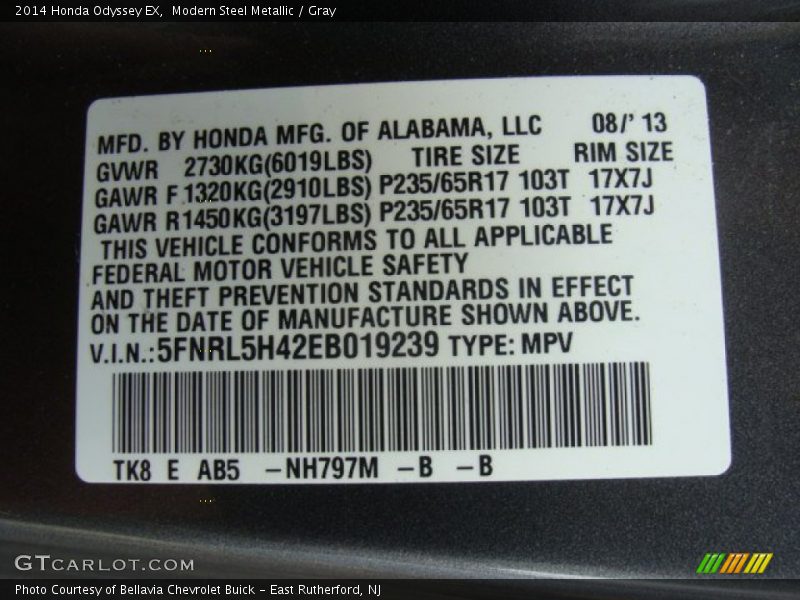 2014 Honda Odyssey EX,  Modern Steel Metallic / Gray
MFD. BY HONDA MFG. OF ALABAMA, LLC 08/' 13
GVWR 2730KG(6019LBS) TIRE SIZE RIM SIZE
GAWR F 1320KG(2910LBS) P235/65R17 103T 17X7J
GAWR R1450KG(3197LBS) P235/65R17 103T 17X7J
THIS VEHICLE CONFORMS TO ALL APPLICABLE
FEDERAL MOTOR VEHICLE SAFETY
AND THEFT PREVENTION STANDARDS IN EFFECT
ON THE DATE OF MANUFACTURE SHOWN ABOVE.
V.I.N.:5FNRL5H42EB019239 TYPE: MPV
TK8 E AB5 -NH797M -B -B
GTCARLOT.COM
Photo Courtesy of Bellavia Chevrolet Buick - East Rutherford, NJ